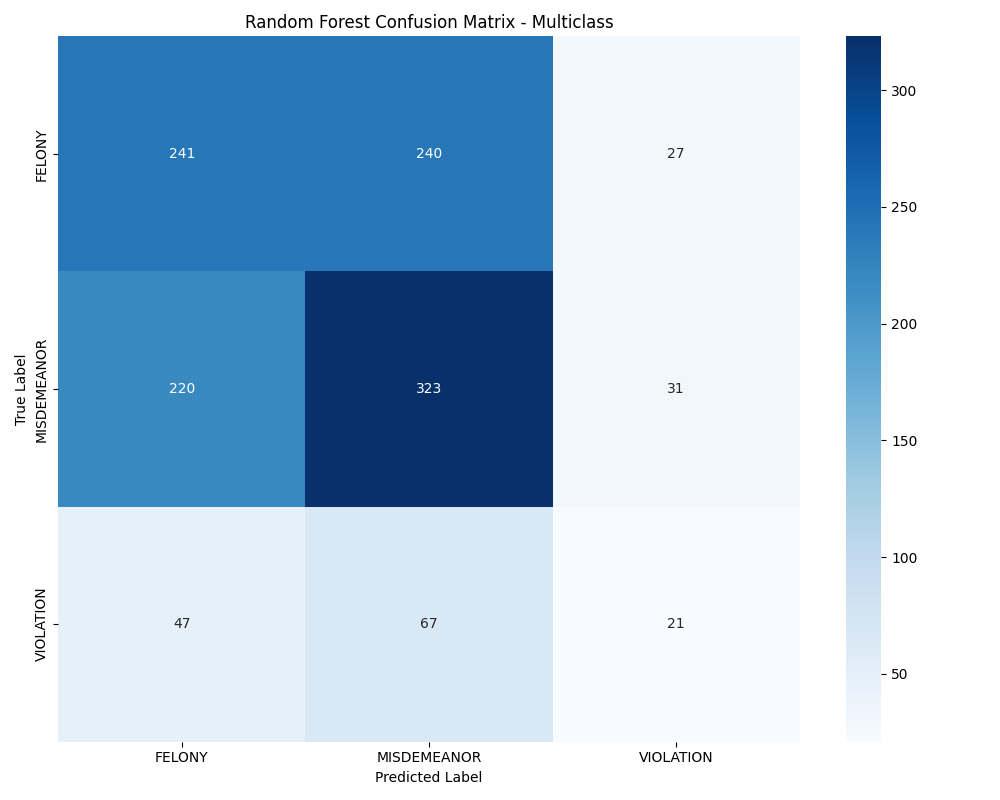 Random Forest Confusion Matrix - Multiclass
True Label
FELONY
241 240 27
MISDEMEANOR
220 323 31
VIOLATION
47 67 21
FELONY MISDEMEANOR VIOLATION
Predicted Label
300
250
200
150
100
50